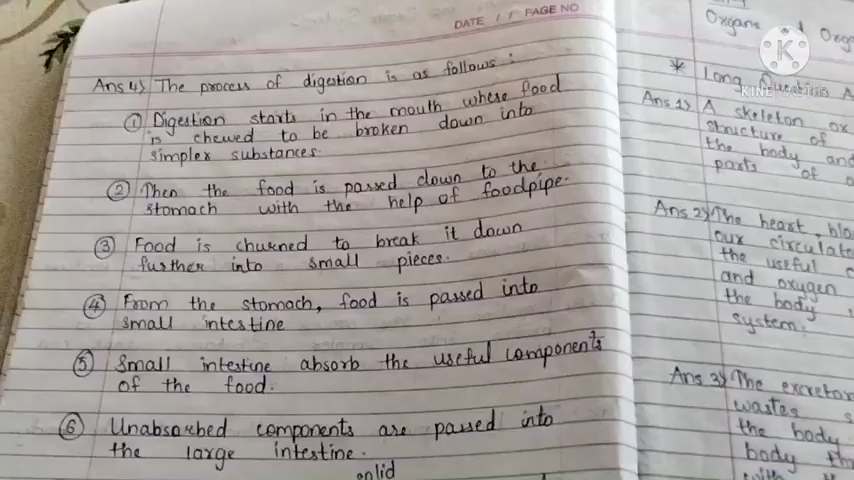 DATE / / PAGE NO
Ans 4) The process of digestion is as follows :
① Digestion starts in the mouth where food
is chewed to be broken down into
simpler substances.
② Then the food is passed down to the
stomach with the help of foodpipe.
③ Food is churned to break it down
further into small pieces.
④ From the stomach, food is passed into
small intestine
⑤ Small intestine absorb the useful components
of the food.
⑥ Unabsorbed components are passed into
the large intestine.
solid
Organs
* Long
Ans 1) A skeleton
structure of
the body and
parts of
Ans 2) The heart,
our
the useful
and oxygen
the body
system.
Ans 3) The
wastes
the body.
body
MADE WITH
KINEMASTER